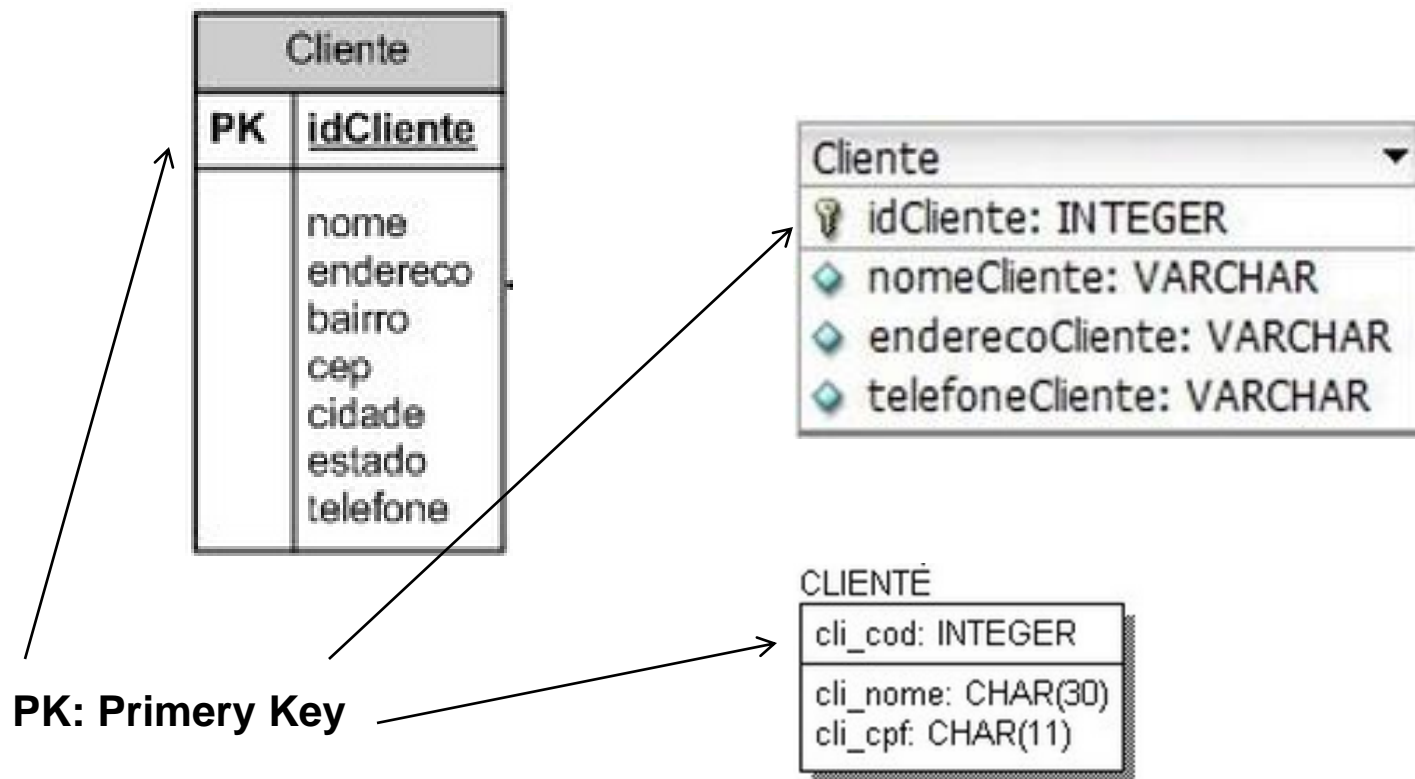 Cliente
PK idCliente
nome
endereco
bairro
cep
cidade
estado
telefone
Cliente
idCliente: INTEGER
nomeCliente: VARCHAR
enderecoCliente: VARCHAR
telefoneCliente: VARCHAR
CLIENTE
cli_cod: INTEGER
cli_nome: CHAR(30)
cli_cpf: CHAR(11)
PK: Primery Key